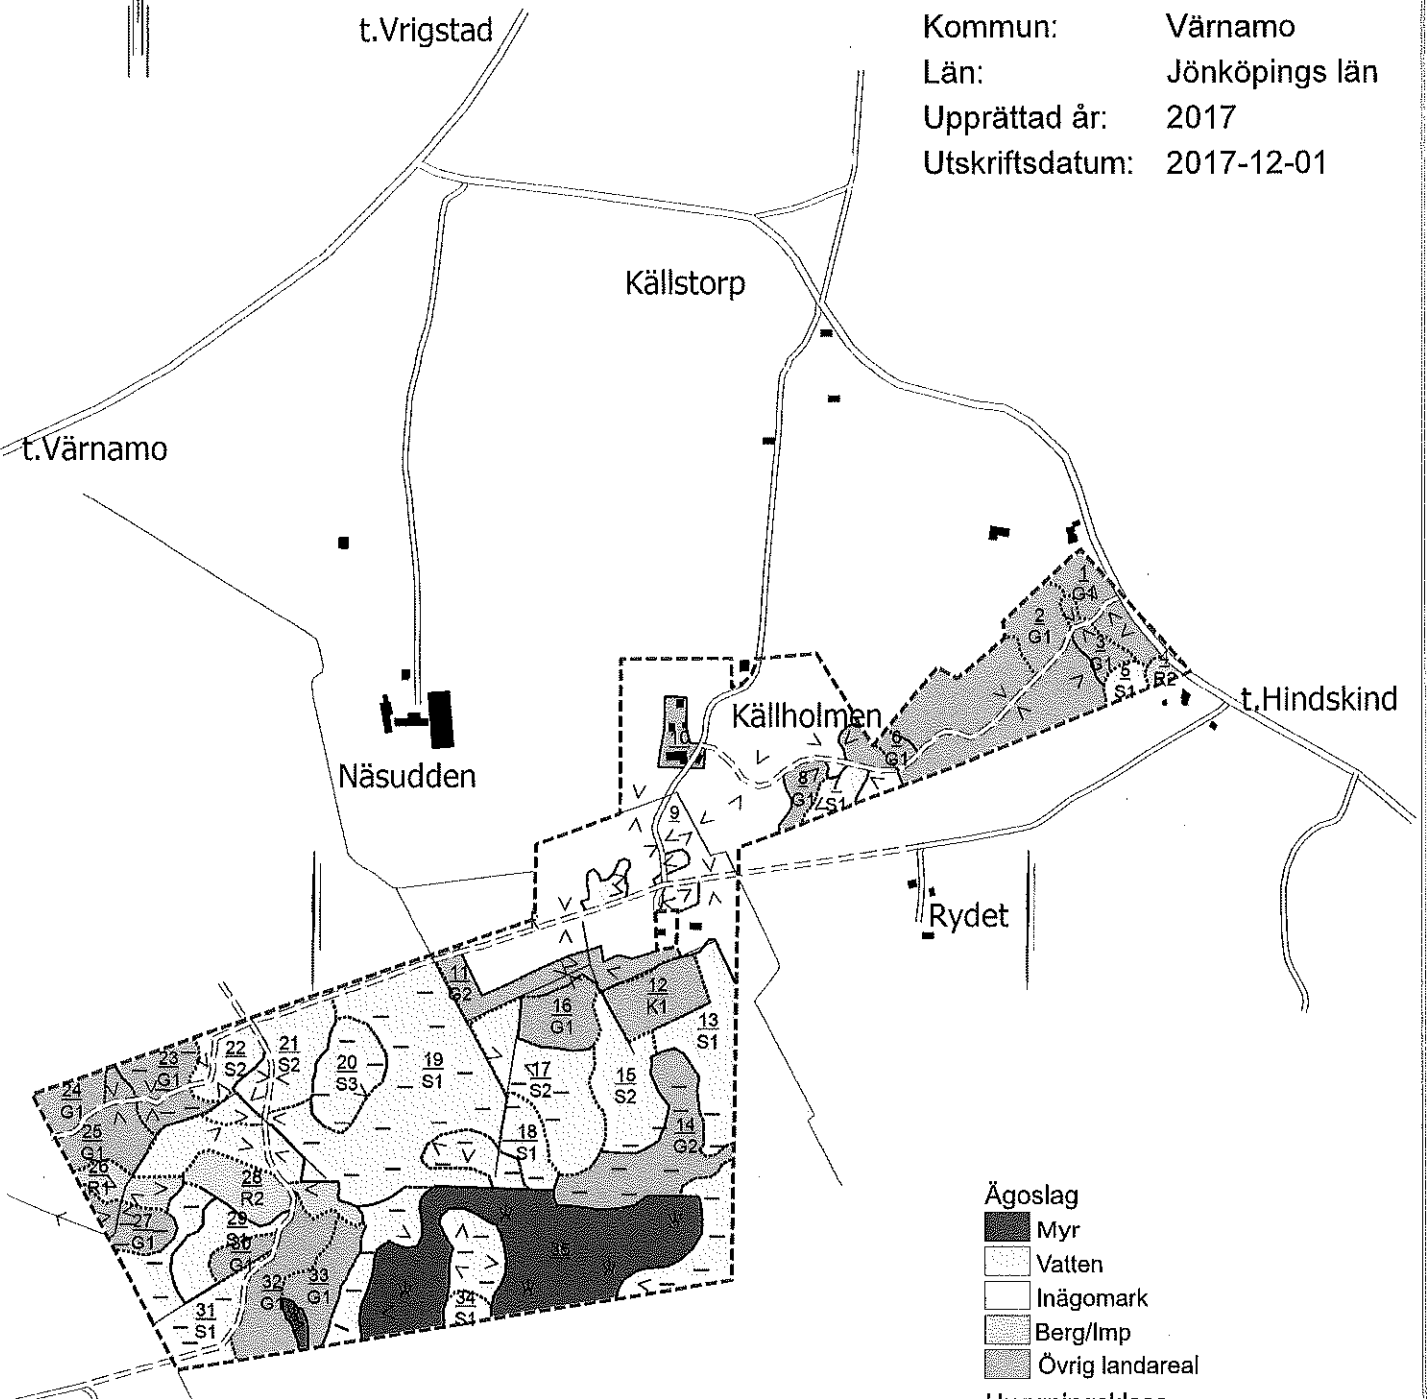 t.Vrigstad
Kommun: Värnamo
Län: Jönköpings län
Upprättad år: 2017
Utskriftsdatum: 2017-12-01
Källstorp
t.Värnamo
1
G1
2
G1
3
G1
4
R2
5
S1
t.Hindskind
Källholmen
10
6
G1
Näsudden
8
G1
7
S1
9
Rydet
11
G2
12
K1
16
G1
13
S1
22
S2
21
S2
23
G1
20
S3
19
S1
17
S2
15
S2
24
G1
25
G1
14
G2
18
S1
26
R1
28
R2
27
G1
29
S1
30
G1
35
32
G1
33
G1
34
S1
31
S1
Ägoslag
Myr
Vatten
Inägomark
Berg/Imp
Övrig landareal